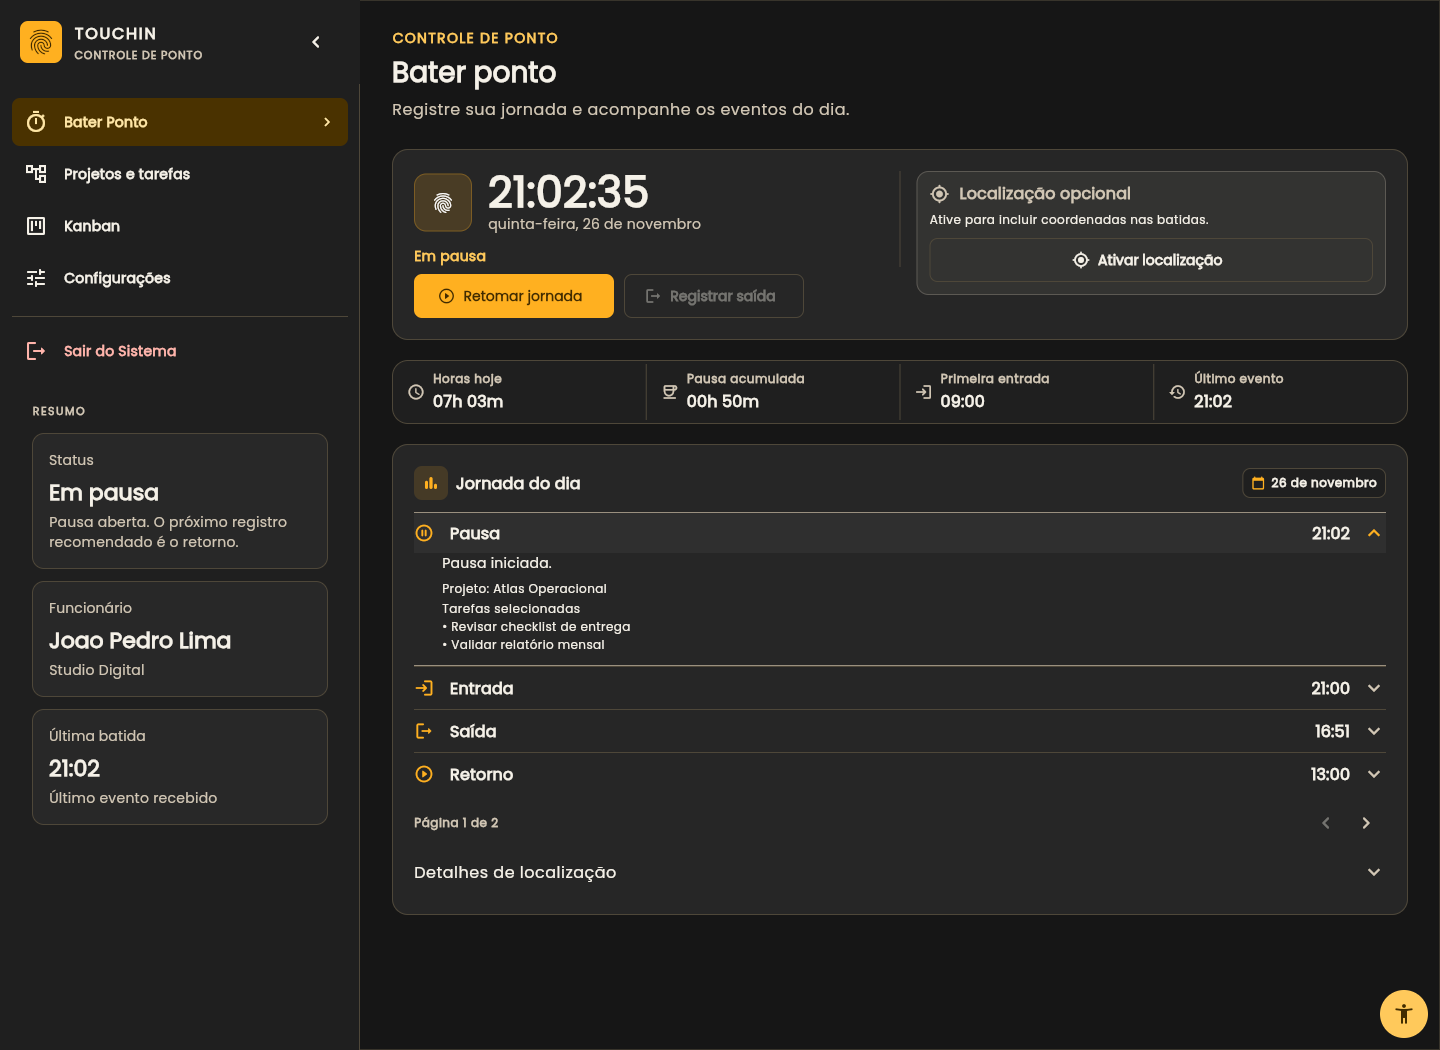 TOUCHIN
CONTROLE DE PONTO
Bater Ponto
Projetos e tarefas
Kanban
Configurações
Sair do Sistema
RESUMO
Status
Em pausa
Pausa aberta. O próximo registro
recomendado é o retorno.
Funcionário
Joao Pedro Lima
Studio Digital
Última batida
21:02
Último evento recebido
CONTROLE DE PONTO
Bater ponto
Registre sua jornada e acompanhe os eventos do dia.
21:02:35
quinta-feira, 26 de novembro
Em pausa
Retomar jornada
Registrar saída
Localização opcional
Ative para incluir coordenadas nas batidas.
Ativar localização
Horas hoje
07h 03m
Pausa acumulada
00h 50m
Primeira entrada
09:00
Último evento
21:02
Jornada do dia
26 de novembro
Pausa 21:02
Pausa iniciada.
Projeto: Atlas Operacional
Tarefas selecionadas
• Revisar checklist de entrega
• Validar relatório mensal
Entrada 21:00
Saída 16:51
Retorno 13:00
Página 1 de 2
Detalhes de localização